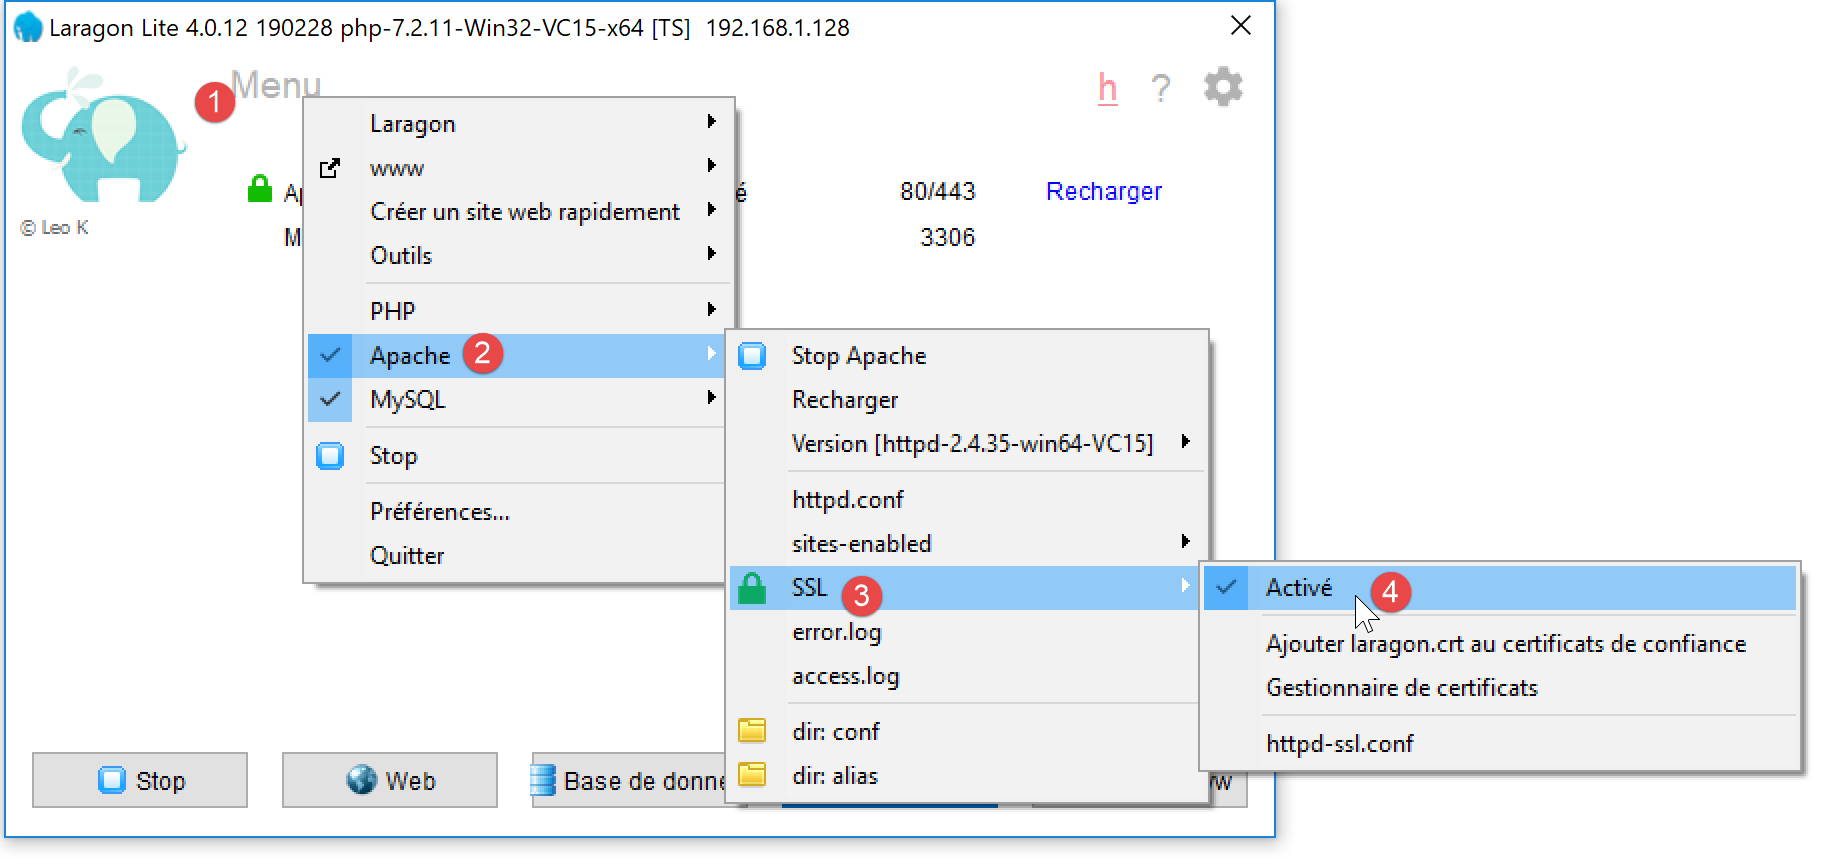 Laragon Lite 4.0.12 190228 php-7.2.11-Win32-VC15-x64 [TS] 192.168.1.128
1
Menu
h ?
© Leo K
80/443 Recharger
3306
Laragon
www
Créer un site web rapidement
Outils
PHP
Apache 2
MySQL
Stop
Préférences...
Quitter
Stop Apache
Recharger
Version [httpd-2.4.35-win64-VC15]
httpd.conf
sites-enabled
SSL 3
error.log
access.log
dir: conf
dir: alias
Activé 4
Ajouter laragon.crt au certificats de confiance
Gestionnaire de certificats
httpd-ssl.conf
Stop
Web
Base de donné